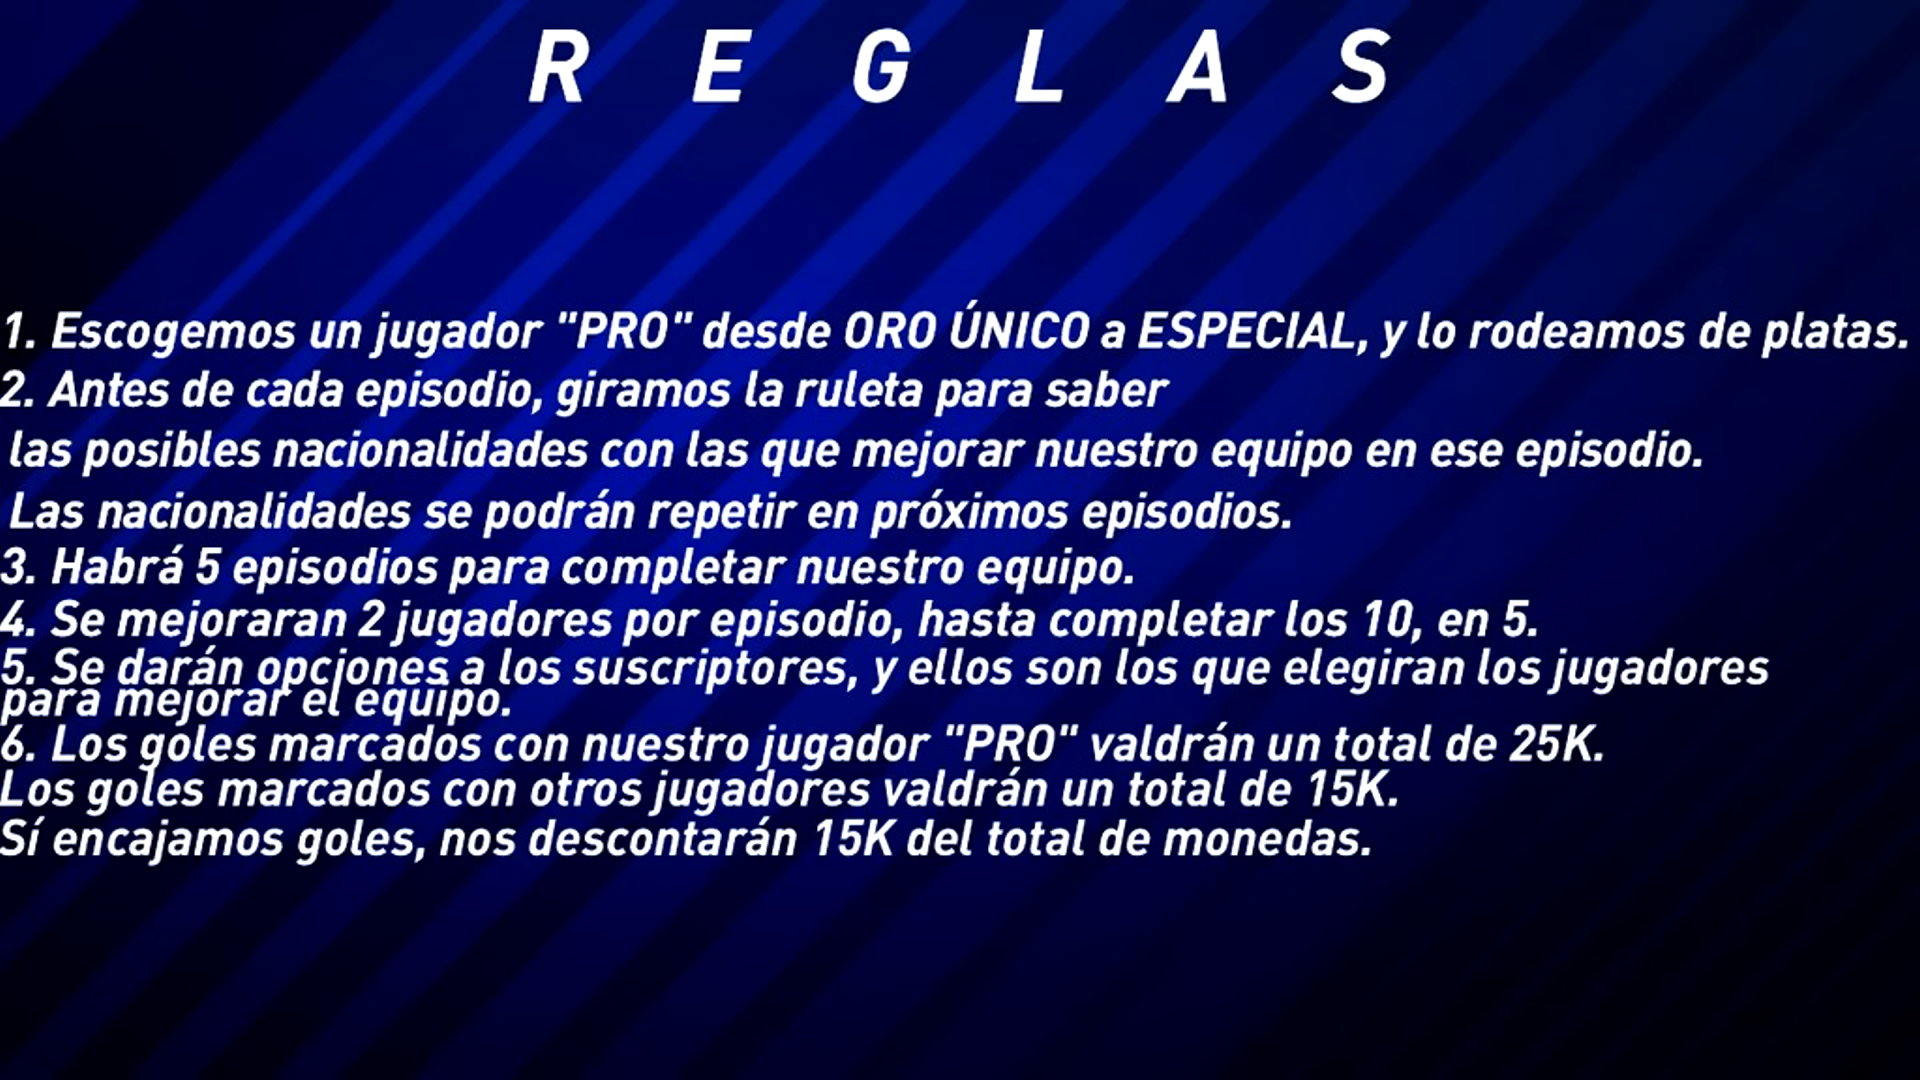 R E G L A S
1. Escogemos un jugador "PRO" desde ORO ÚNICO a ESPECIAL, y lo rodeamos de platas.
2. Antes de cada episodio, giramos la ruleta para saber
las posibles nacionalidades con las que mejorar nuestro equipo en ese episodio.
Las nacionalidades se podrán repetir en próximos episodios.
3. Habrá 5 episodios para completar nuestro equipo.
4. Se mejoraran 2 jugadores por episodio, hasta completar los 10, en 5.
5. Se darán opciones a los suscriptores, y ellos son los que elegiran los jugadores
para mejorar el equipo.
6. Los goles marcados con nuestro jugador "PRO" valdrán un total de 25K.
Los goles marcados con otros jugadores valdrán un total de 15K.
Sí encajamos goles, nos descontarán 15K del total de monedas.